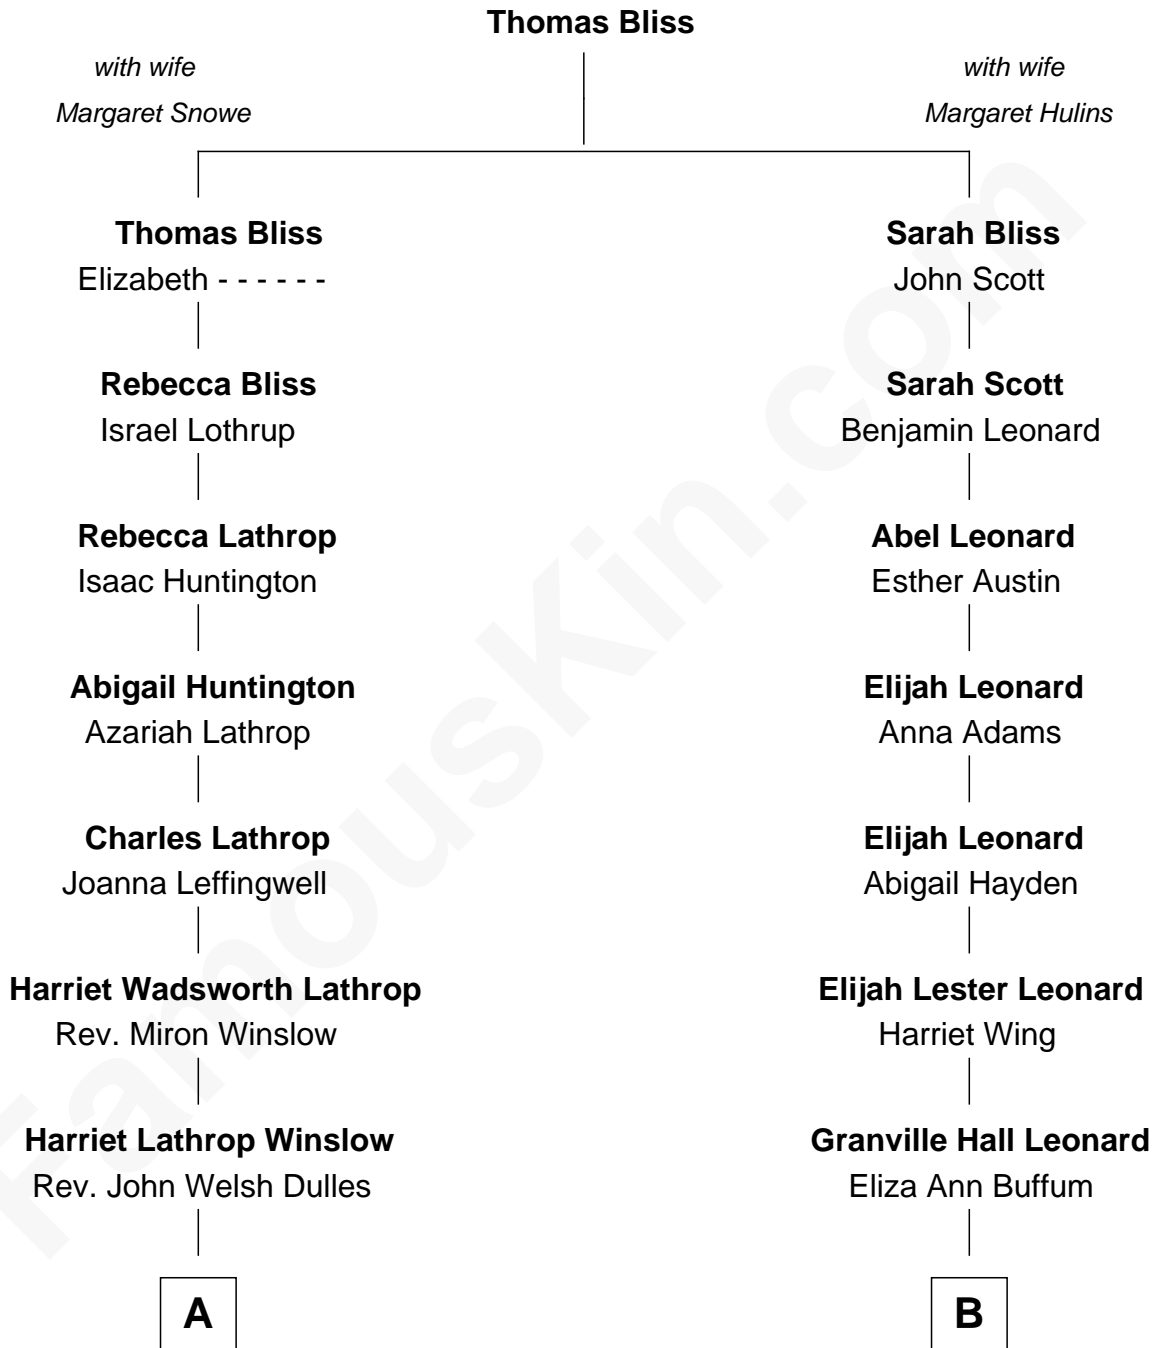 Thomas Bliss
with wife
Margaret Snowe
with wife
Margaret Hulins
Thomas Bliss
Elizabeth - - - - - -
Sarah Bliss
John Scott
Rebecca Bliss
Israel Lothrup
Sarah Scott
Benjamin Leonard
Rebecca Lathrop
Isaac Huntington
Abel Leonard
Esther Austin
Abigail Huntington
Azariah Lathrop
Elijah Leonard
Anna Adams
Charles Lathrop
Joanna Leffingwell
Elijah Leonard
Abigail Hayden
Harriet Wadsworth Lathrop
Rev. Miron Winslow
Elijah Lester Leonard
Harriet Wing
Harriet Lathrop Winslow
Rev. John Welsh Dulles
Granville Hall Leonard
Eliza Ann Buffum
A
B
FamousKin.com